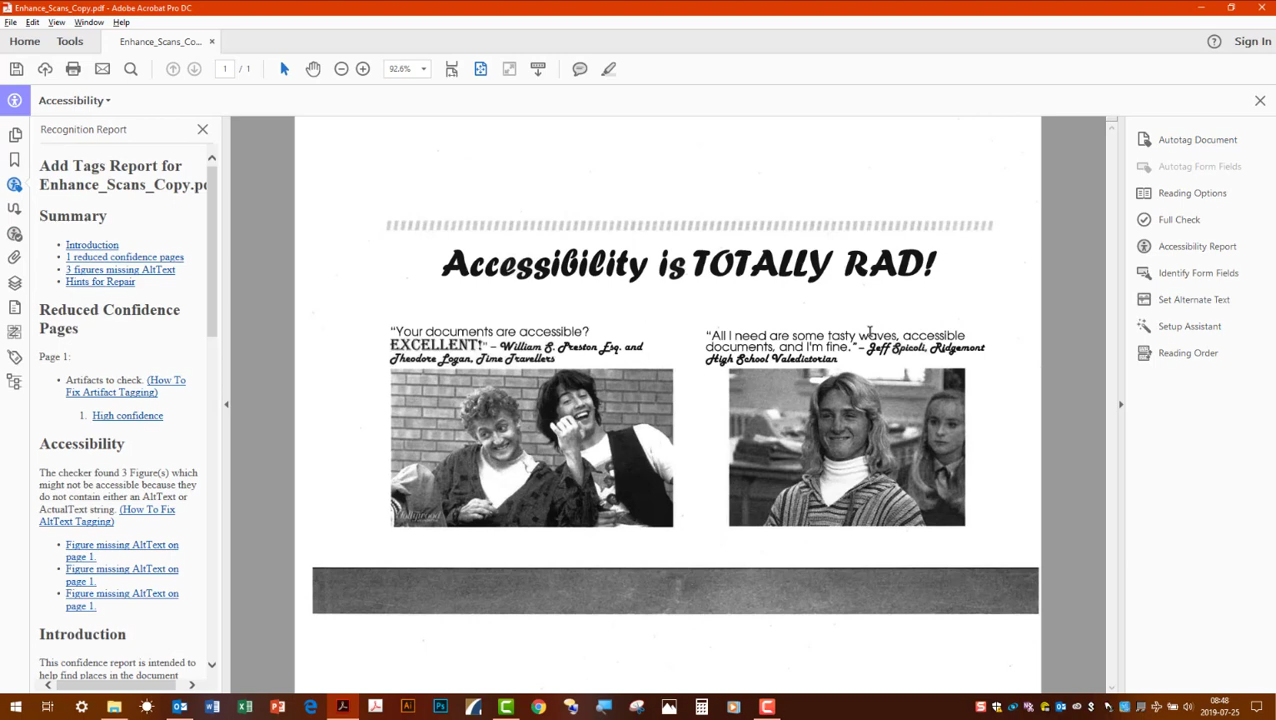 Enhance_Scans_Copy.pdf - Adobe Acrobat Pro DC
File Edit View Window Help
Home Tools Enhance_Scans_Co... × Sign In
1 / 1 92.6%
Accessibility
Recognition Report
Add Tags Report for
Enhance_Scans_Copy.pd
Summary
Introduction
1 reduced confidence pages
3 figures missing AltText
Hints for Repair
Reduced Confidence
Pages
Page 1:
Artifacts to check. (How To
Fix Artifact Tagging)
1. High confidence
Accessibility
The checker found 3 Figure(s) which
might not be accessible because they
do not contain either an AltText or
ActualText string. (How To Fix
AltText Tagging)
Figure missing AltText on
page 1.
Figure missing AltText on
page 1.
Figure missing AltText on
page 1.
Introduction
This confidence report is intended to
help find places in the document
Accessibility is TOTALLY RAD!
"Your documents are accessible?
EXCELLENT!" – William S. Preston Esq. and
Theodore Logan, Time Travellers
"All I need are some tasty waves, accessible
documents, and I'm fine." – Jeff Spicoli, Ridgemont
High School Valedictorian
Autotag Document
Autotag Form Fields
Reading Options
Full Check
Accessibility Report
Identify Form Fields
Set Alternate Text
Setup Assistant
Reading Order
08:48
2019-07-25